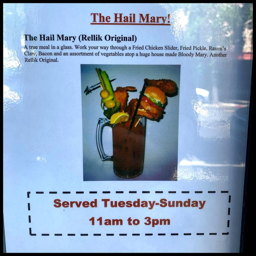 The Hail Mary!
The Hail Mary (Rellik Original)
A true meal in a glass. Work your way through a Fried Chicken Slider, Fried Pickle, Raven's
Claw, Bacon and an assortment of vegetables atop a huge house made Bloody Mary. Another
Rellik Original.
Served Tuesday-Sunday
11am to 3pm